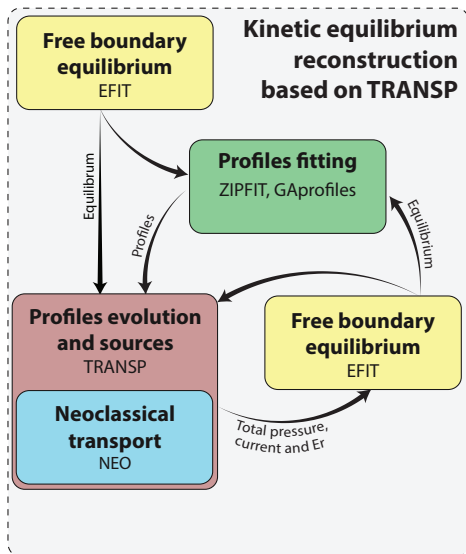 Kinetic equilibrium
reconstruction
based on TRANSP
Free boundary
equilibrium
EFIT
Equilibrum
Profiles fitting
ZIPFIT, GAprofiles
Profiles
Equilibrium
Profiles evolution
and sources
TRANSP
Free boundary
equilibrium
EFIT
Neoclassical
transport
NEO
Total pressure,
current and Er